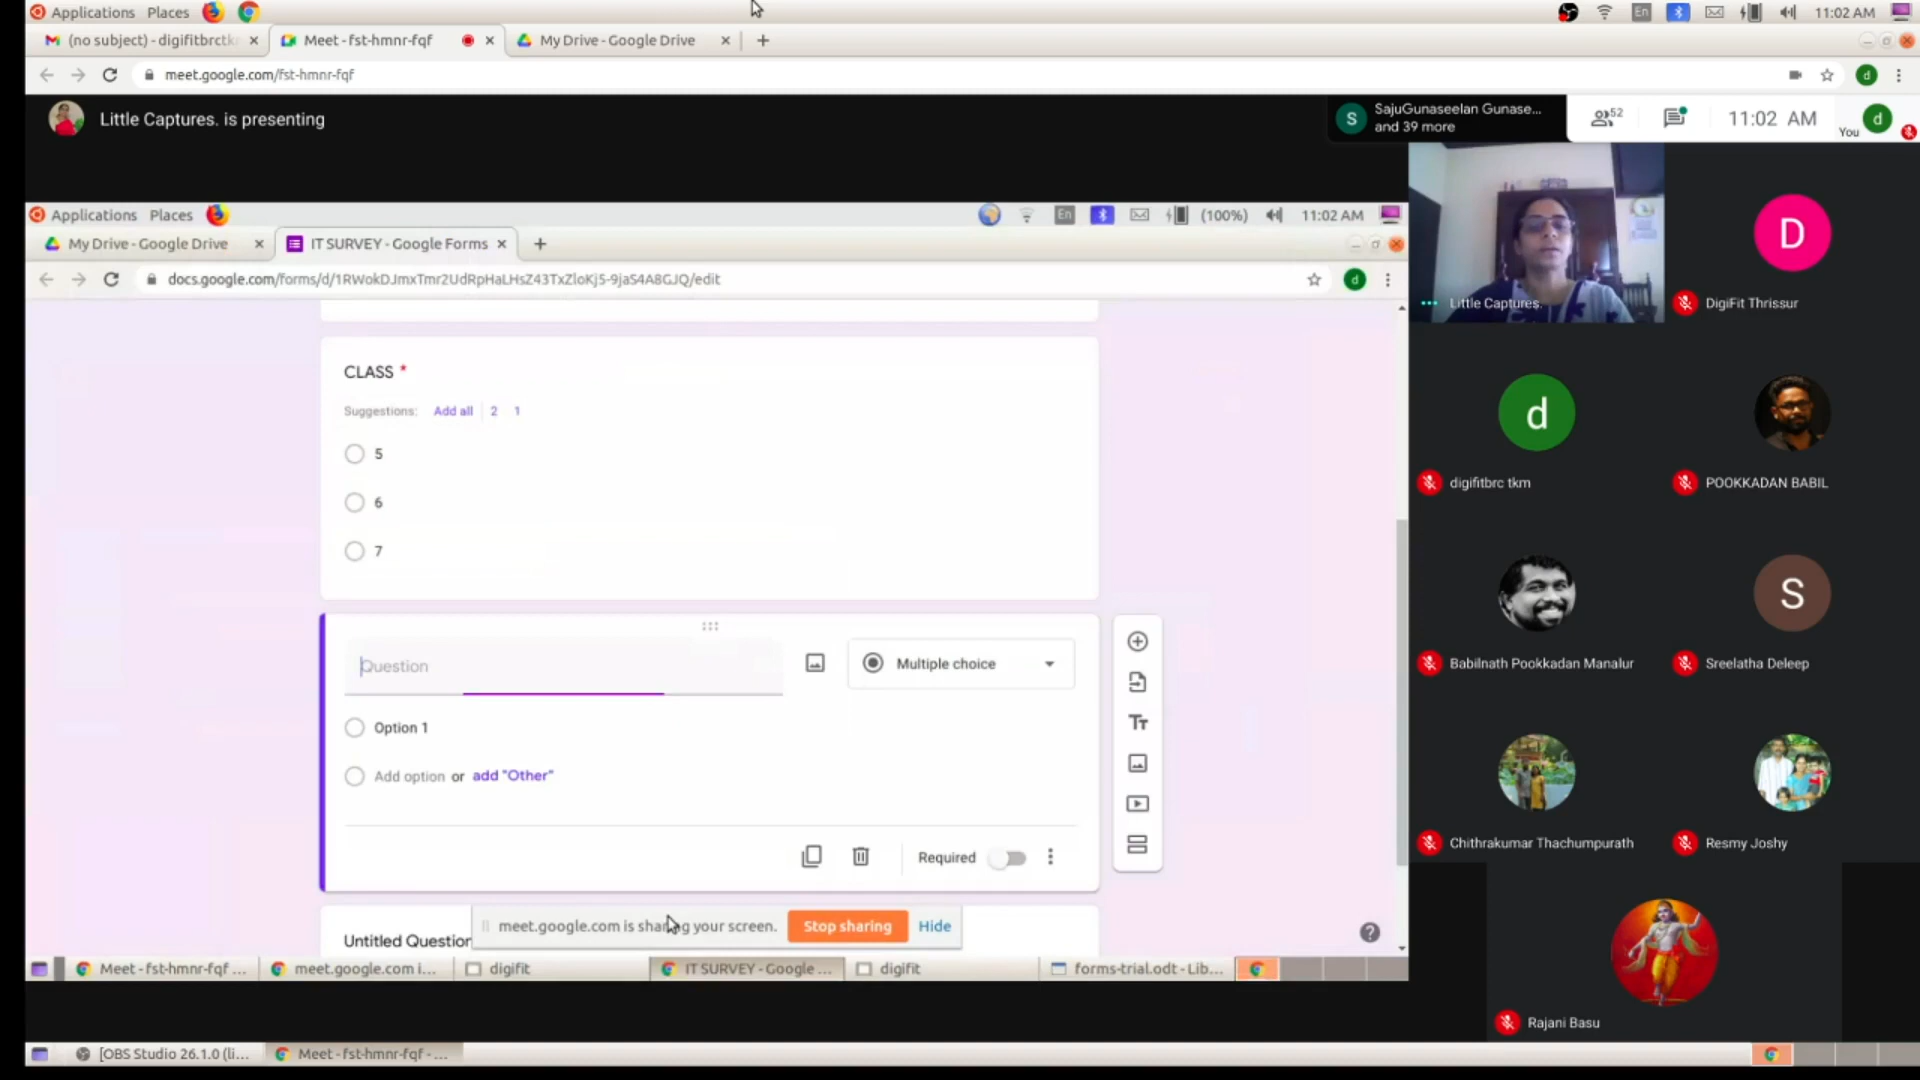 Applications Places En 11:02 AM
(no subject) - digifitbrctk Meet - fst-hmnr-fqf My Drive - Google Drive
meet.google.com/fst-hmnr-fqf d
Little Captures. is presenting
S SajuGunaseelan Gunase...
and 39 more
52 11:02 AM You d
Applications Places En (100%) 11:02 AM
My Drive - Google Drive IT SURVEY - Google Forms
docs.google.com/forms/d/1RWokDJmxTmr2UdRpHaLHsZ43TxZloKj5-9jaS4A8GJQ/edit d
CLASS *
Suggestions: Add all 2 1
5
6
7
Question Multiple choice
Tт
Option 1
Add option or add "Other"
Required
Untitled Question
meet.google.com is sharing your screen. Stop sharing Hide
Meet - fst-hmnr-fqf ... meet.google.com i... digifit IT SURVEY - Google ... digifit forms-trial.odt - Lib...
Little Captures.
D
DigiFit Thrissur
d
digifitbrc tkm
POOKKADAN BABIL
Babilnath Pookkadan Manalur
S
Sreelatha Deleep
Chithrakumar Thachumpurath
Resmy Joshy
Rajani Basu
[OBS Studio 26.1.0 (li... Meet - fst-hmnr-fqf - ...